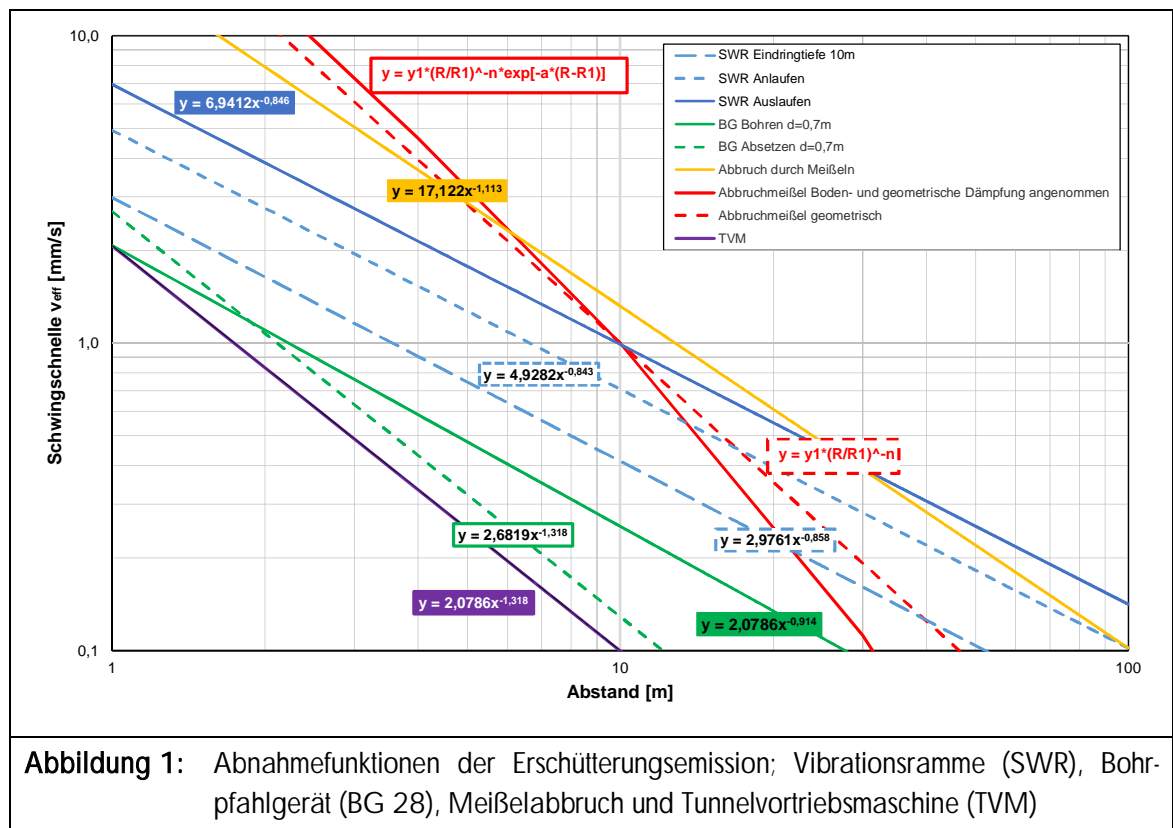 10,0
1,0
0,1
Schwingschnelle veff [mm/s]
y = y1*(R/R1)^-n*exp[-a*(R-R1)]
y = 6,9412x-0,846
y = 17,122x-1,113
y = 4,9282x-0,843
y = y1*(R/R1)^-n
y = 2,6819x-1,318
y = 2,9761x-0,858
y = 2,0786x-1,318
y = 2,0786x-0,914
SWR Eindringtiefe 10m
SWR Anlaufen
SWR Auslaufen
BG Bohren d=0,7m
BG Absetzen d=0,7m
Abbruch durch Meißeln
Abbruchmeißel Boden- und geometrische Dämpfung angenommen
Abbruchmeißel geometrisch
TVM
1
10
100
Abstand [m]
Abbildung 1: Abnahmefunktionen der Erschütterungsemission; Vibrationsramme (SWR), Bohr-
pfahlgerät (BG 28), Meißelabbruch und Tunnelvortriebsmaschine (TVM)